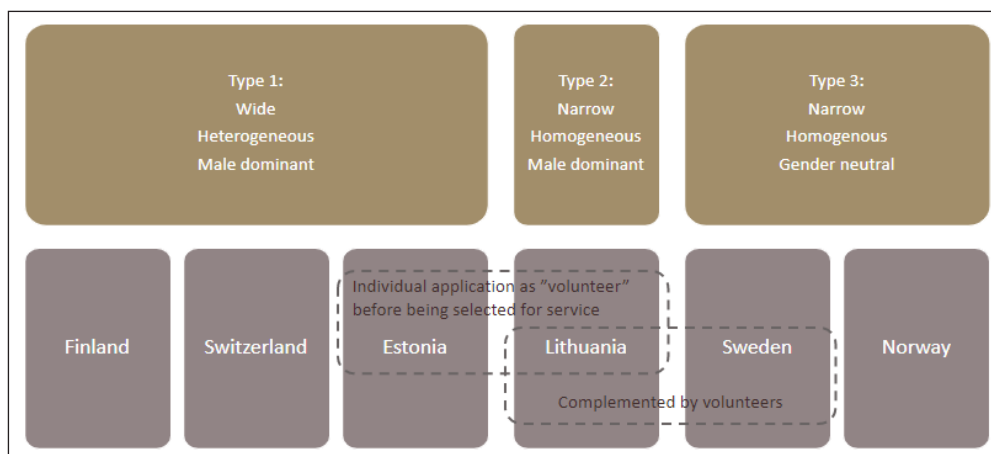 Type 1:
Wide
Heterogeneous
Male dominant
Type 2:
Narrow
Homogeneous
Male dominant
Type 3:
Narrow
Homogenous
Gender neutral
Individual application as ”volunteer”
before being selected for service
Finland
Switzerland
Estonia
Lithuania
Sweden
Norway
Complemented by volunteers